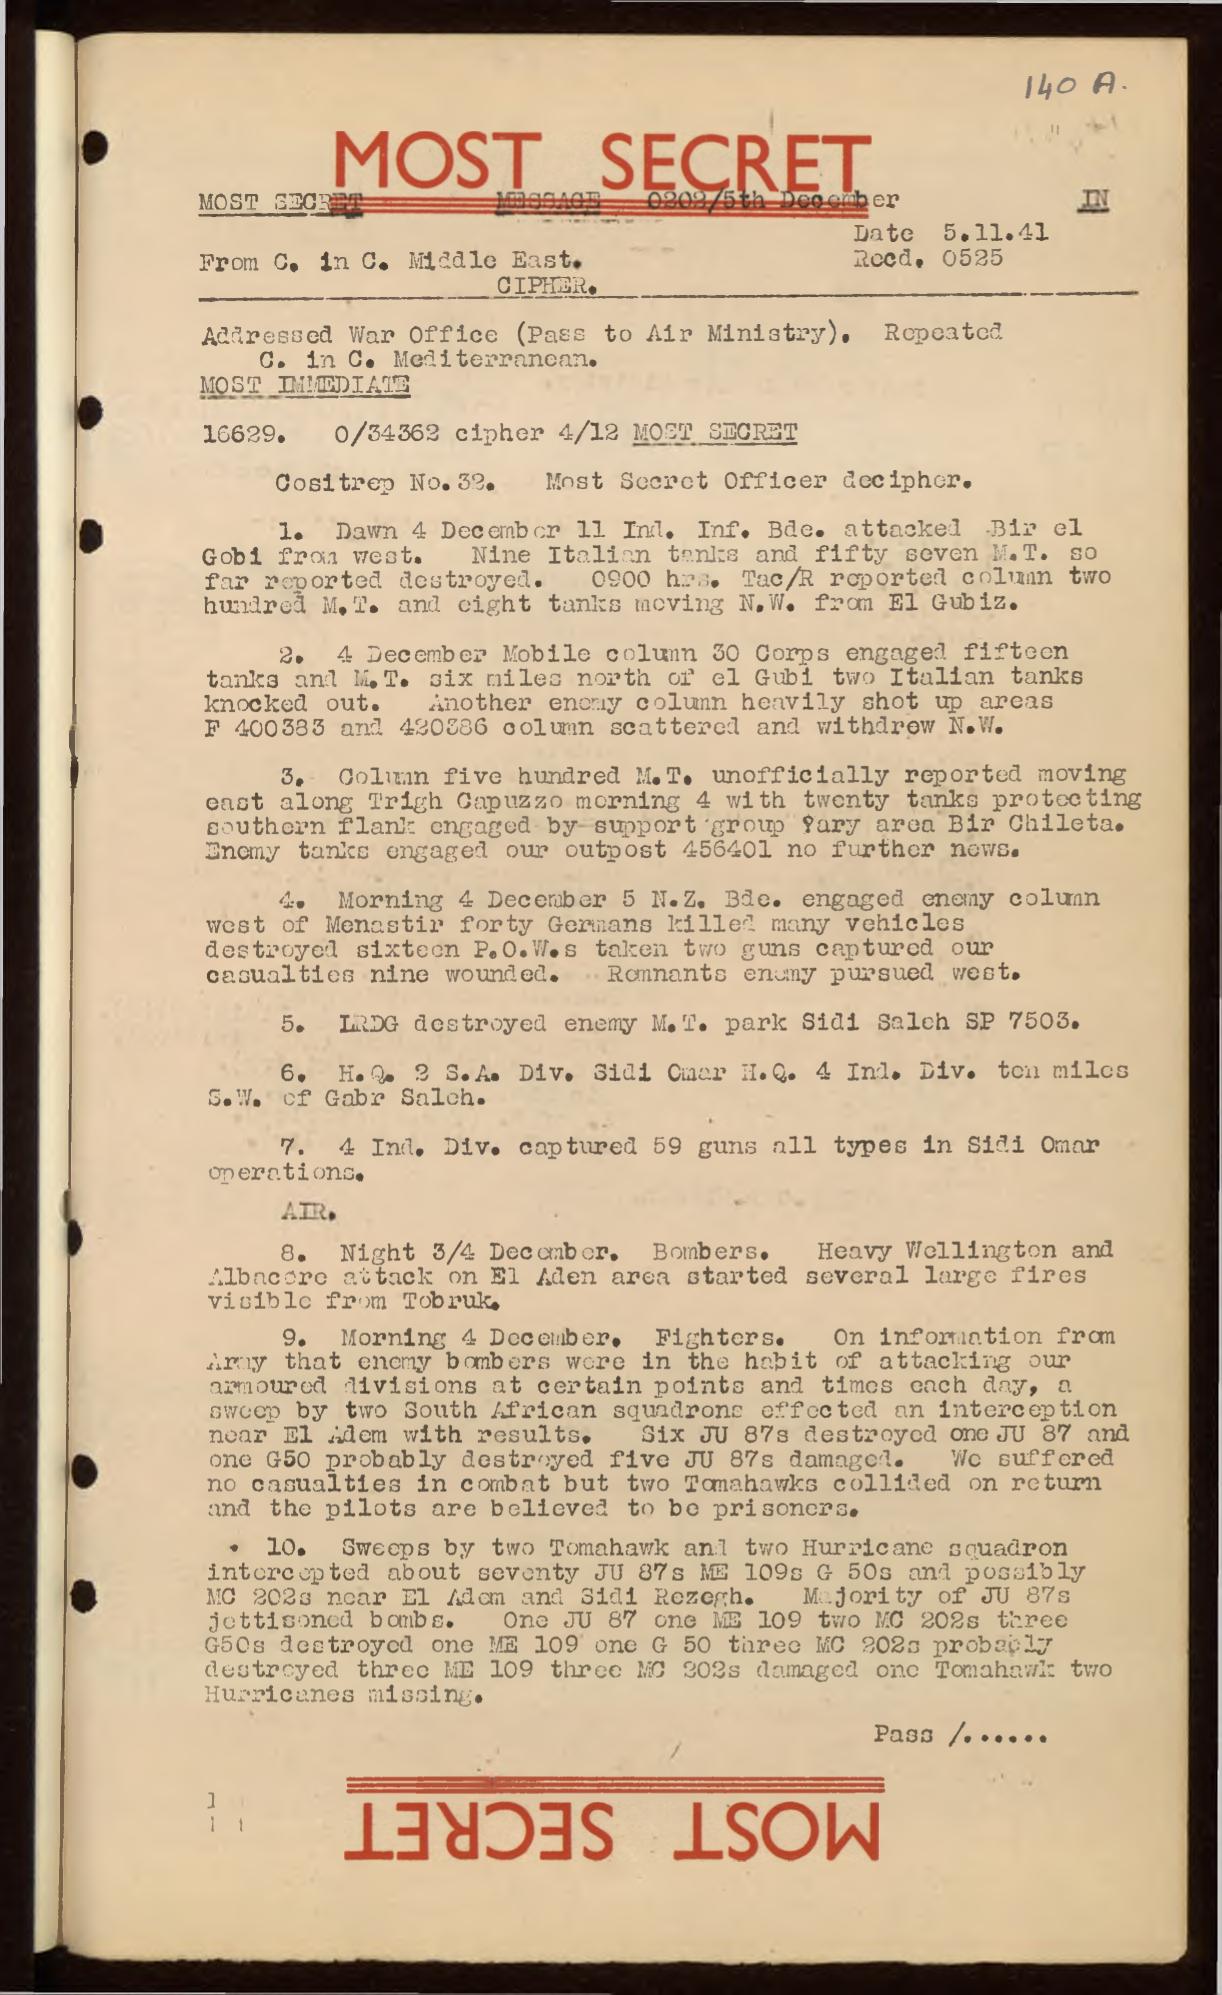 140 A.
MOST SECRET
MOST SECRET MESSAGE 0202/5th December IN
Date 5.11.41
From C. in C. Middle East. Recd. 0525
CIPHER.
Addressed War Office (Pass to Air Ministry). Repeated
C. in C. Mediterranean.
MOST IMMEDIATE
16629. O/34362 cipher 4/12 MOST SECRET
Cositrep No.32. Most Secret Officer decipher.
1. Dawn 4 December 11 Ind. Inf. Bde. attacked Bir el
Gobi from west. Nine Italian tanks and fifty seven M.T. so
far reported destroyed. 0900 hrs. Tac/R reported column two
hundred M.T. and eight tanks moving N.W. from El Gubiz.
2. 4 December Mobile column 30 Corps engaged fifteen
tanks and M.T. six miles north of el Gubi two Italian tanks
knocked out. Another enemy column heavily shot up areas
F 400383 and 420386 column scattered and withdrew N.W.
3. Column five hundred M.T. unofficially reported moving
east along Trigh Capuzzo morning 4 with twenty tanks protecting
southern flank engaged by support group ?ary area Bir Chileta.
Enemy tanks engaged our outpost 456401 no further news.
4. Morning 4 December 5 N.Z. Bde. engaged enemy column
west of Menastir forty Germans killed many vehicles
destroyed sixteen P.O.W.s taken two guns captured our
casualties nine wounded. Remnants enemy pursued west.
5. LRDG destroyed enemy M.T. park Sidi Saleh SP 7503.
6. H.Q. 2 S.A. Div. Sidi Omar H.Q. 4 Ind. Div. ten miles
S.W. of Gabr Saleh.
7. 4 Ind. Div. captured 59 guns all types in Sidi Omar
operations.
AIR.
8. Night 3/4 December. Bombers. Heavy Wellington and
Albacore attack on El Aden area started several large fires
visible from Tobruk.
9. Morning 4 December. Fighters. On information from
Army that enemy bombers were in the habit of attacking our
armoured divisions at certain points and times each day, a
sweep by two South African squadrons effected an interception
near El Adem with results. Six JU 87s destroyed one JU 87 and
one G50 probably destroyed five JU 87s damaged. We suffered
no casualties in combat but two Tomahawks collided on return
and the pilots are believed to be prisoners.
10. Sweeps by two Tomahawk and two Hurricane squadron
intercepted about seventy JU 87s ME 109s G 50s and possibly
MC 202s near El Adem and Sidi Rezegh. Majority of JU 87s
jettisoned bombs. One JU 87 one ME 109 two MC 202s three
G50s destroyed one ME 109 one G 50 three MC 202s probably
destroyed three ME 109 three MC 202s damaged one Tomahawk two
Hurricanes missing.
Pass /......
MOST SECRET